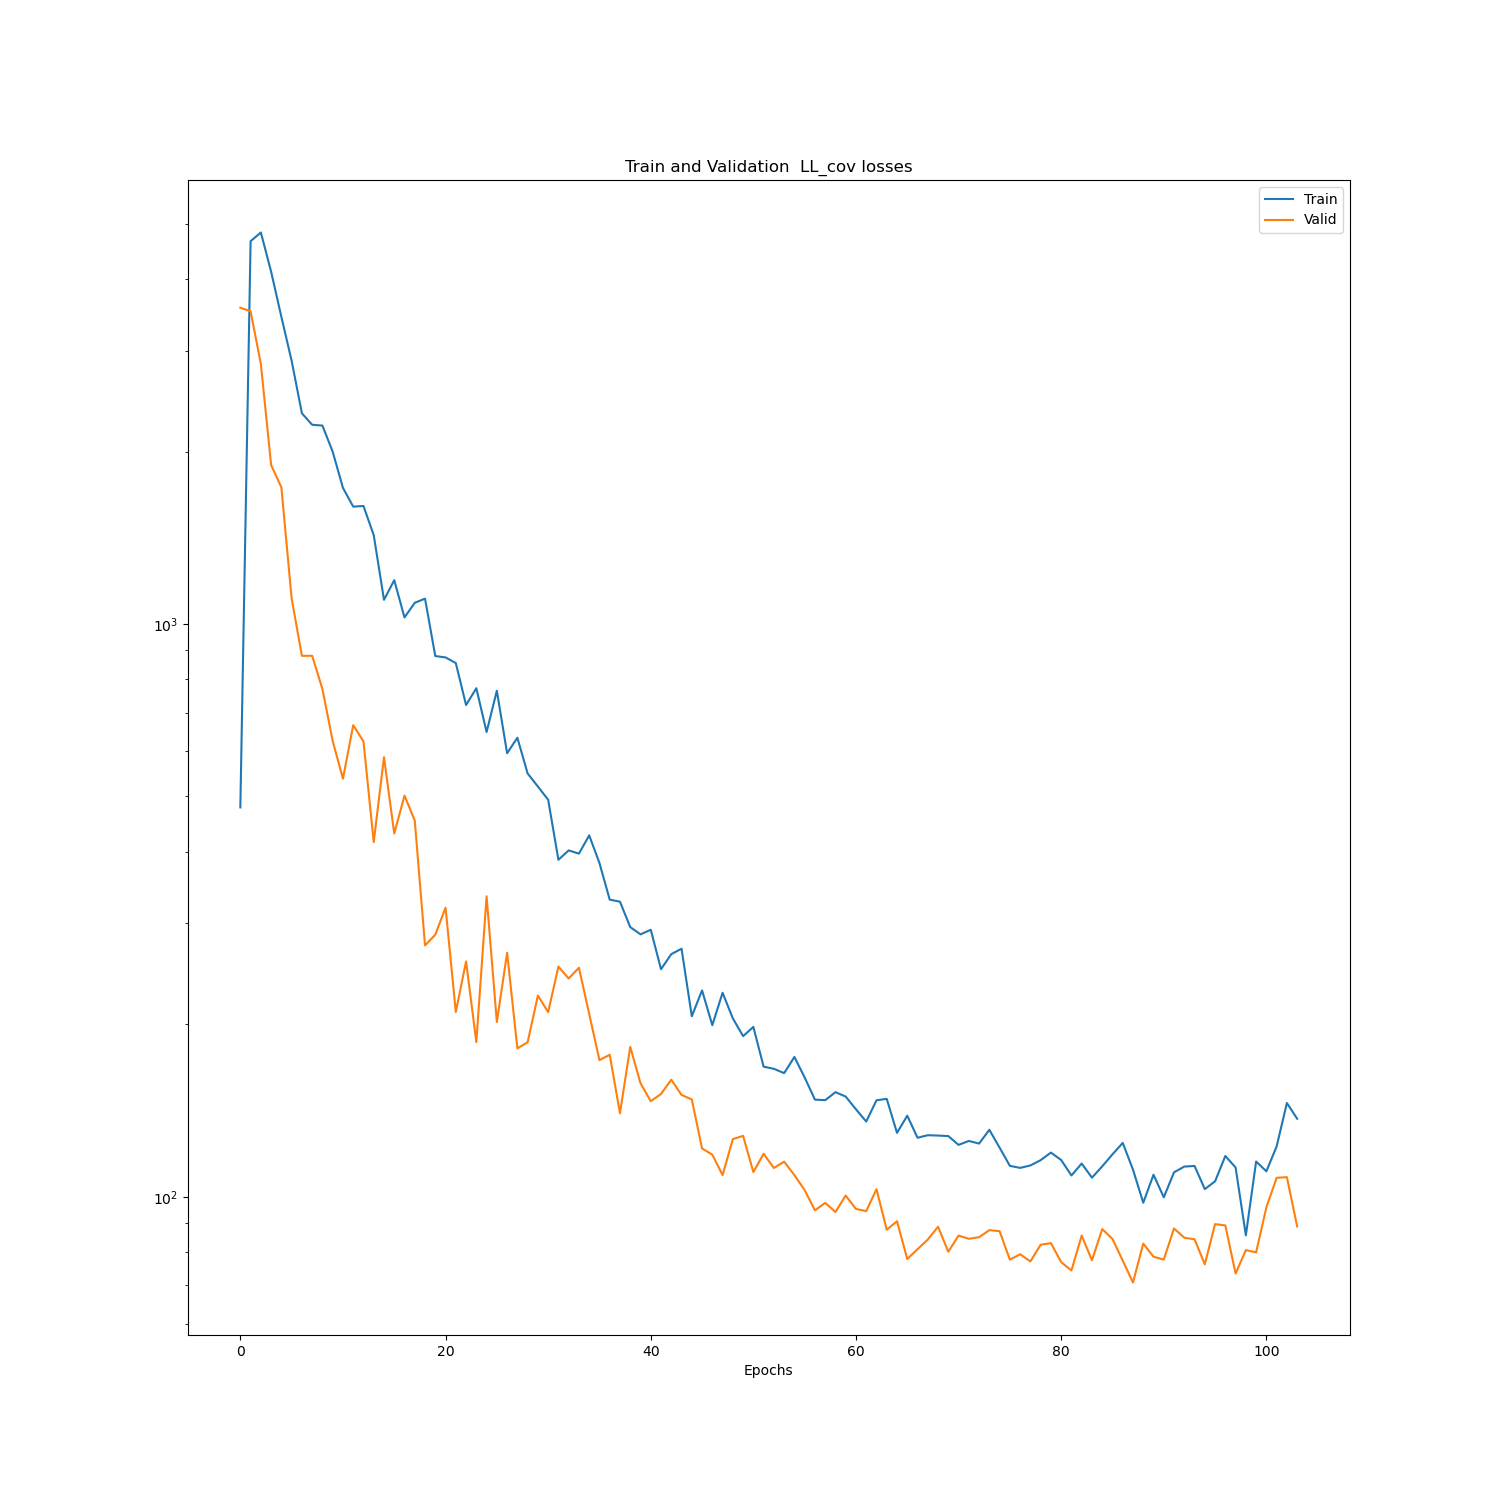 Train and Validation  LL_cov losses
Train
Valid
10³
10²
0 20 40 60 80 100
Epochs